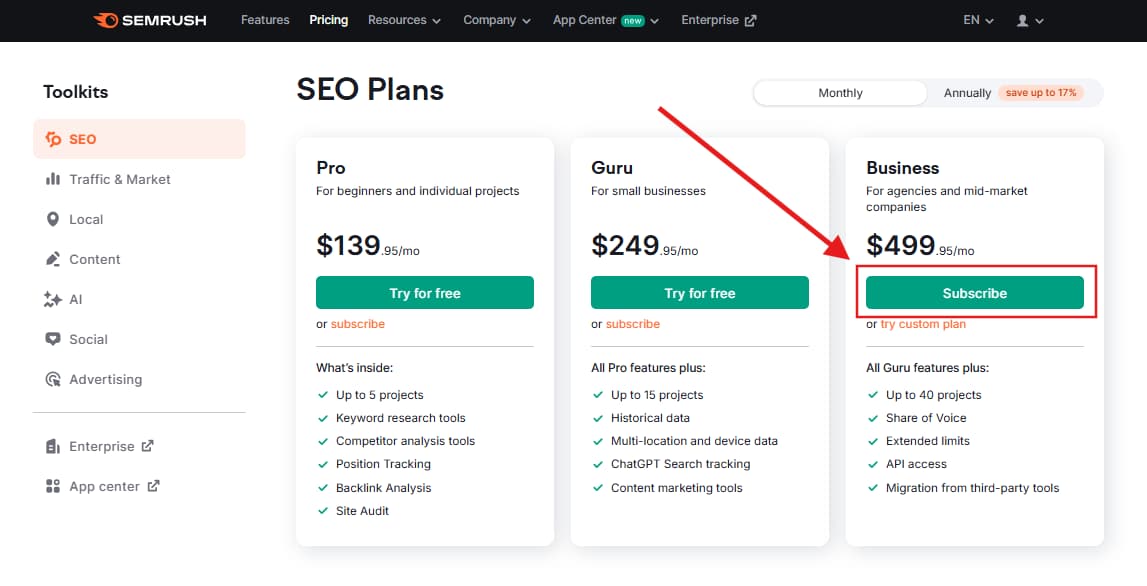 SEMRUSH
Features
Pricing
Resources
Company
App Center new
Enterprise
EN
Toolkits
SEO
Traffic & Market
Local
Content
AI
Social
Advertising
Enterprise
App center
SEO Plans
Monthly
Annually save up to 17%
Pro
For beginners and individual projects
$139.95/mo
Try for free
or subscribe
What's inside:
Up to 5 projects
Keyword research tools
Competitor analysis tools
Position Tracking
Backlink Analysis
Site Audit
Guru
For small businesses
$249.95/mo
Try for free
or subscribe
All Pro features plus:
Up to 15 projects
Historical data
Multi-location and device data
ChatGPT Search tracking
Content marketing tools
Business
For agencies and mid-market
companies
$499.95/mo
Subscribe
or try custom plan
All Guru features plus:
Up to 40 projects
Share of Voice
Extended limits
API access
Migration from third-party tools